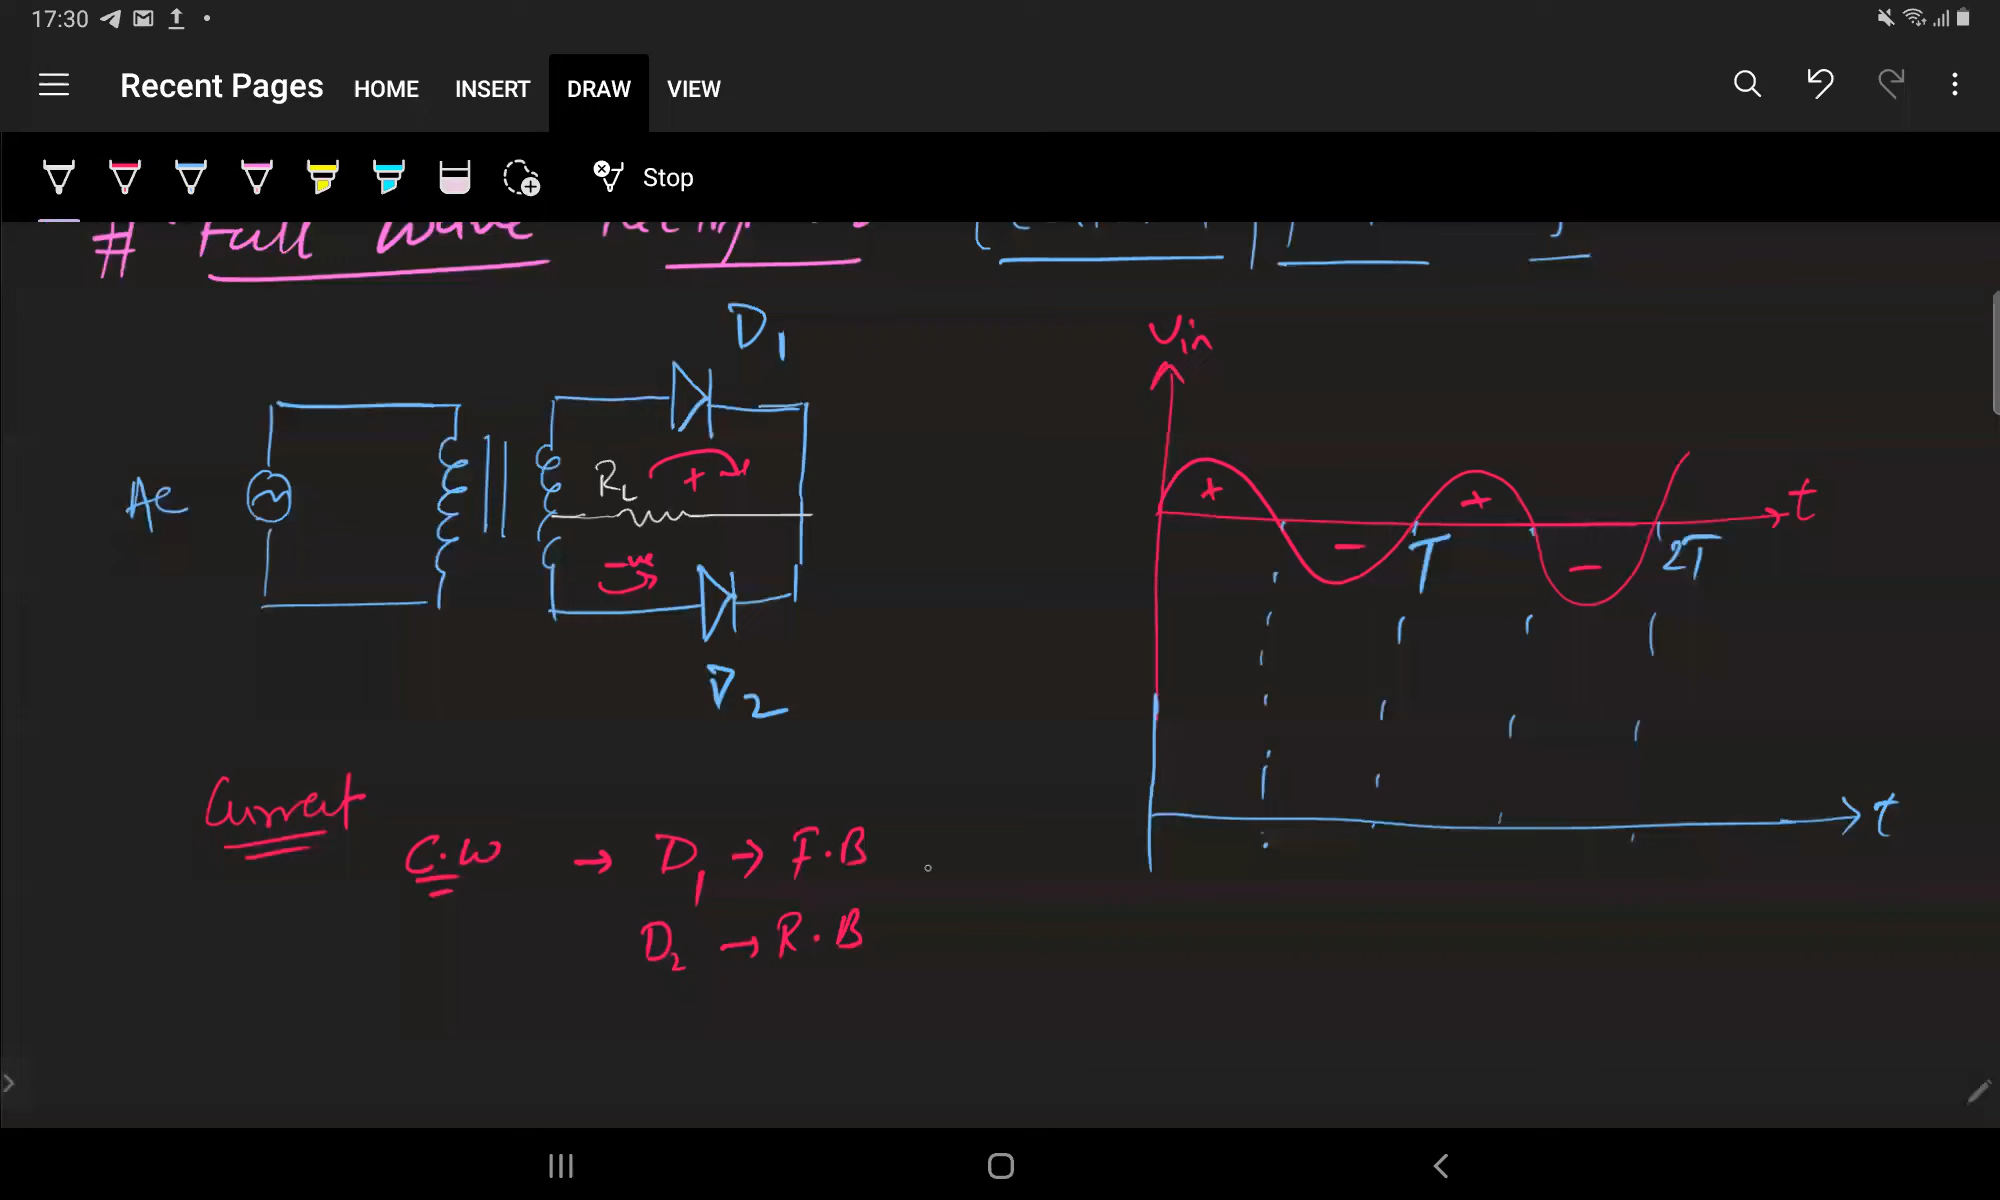 17:30
Recent Pages HOME INSERT DRAW VIEW
Stop
# Full Wave
D1
Vin
Ac
RL
+
-ve
D2
+
-
+
-
t
T
2T
t
Current
C.W → D1 → F.B
D2 → R.B